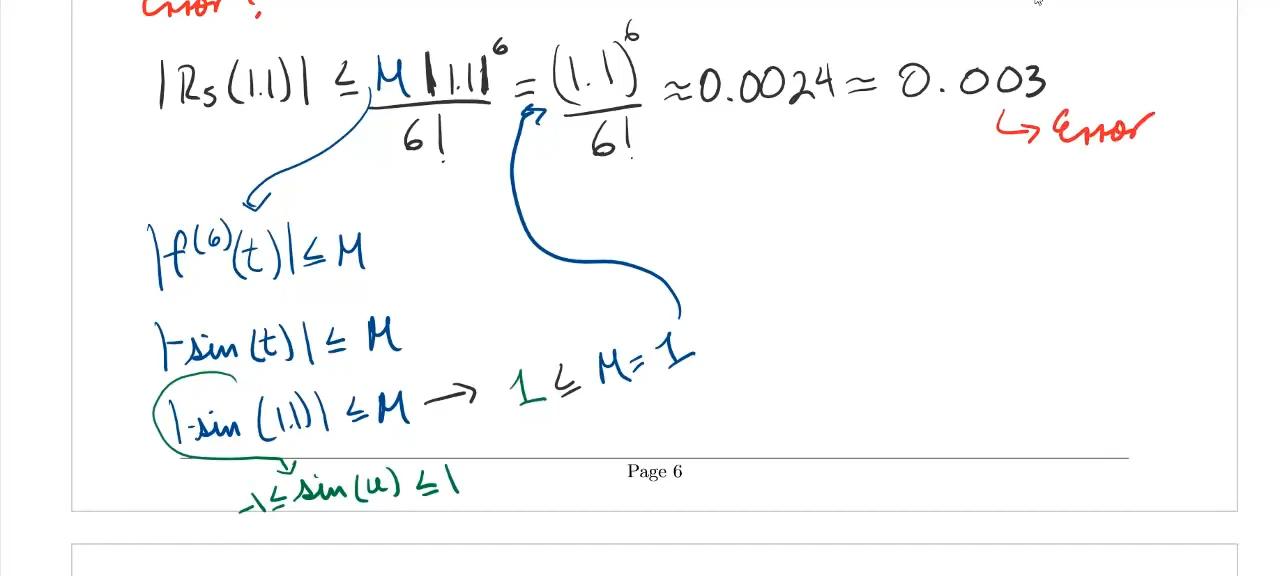 Error?
|R₅(1.1)| ≤ M|1.1|⁶/6! = (1.1)⁶/6! ≈ 0.0024 ≈ 0.003
↳ Error
|f⁽⁶⁾(t)| ≤ M
|-sin(t)| ≤ M
|-sin(1.1)| ≤ M → 1 ≤ M = 1
Page 6
-1 ≤ sin(u) ≤ 1